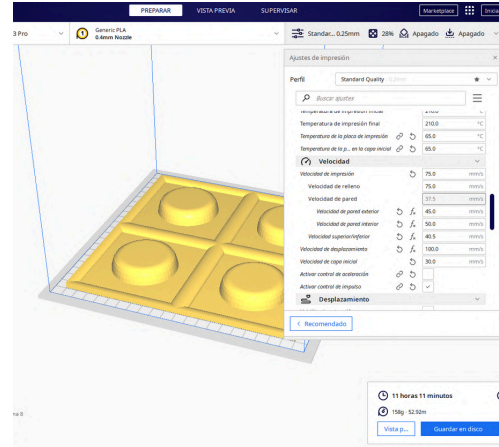 PREPARAR VISTA PREVIA SUPERVISAR Marketplace
3 Pro
1 Generic PLA
0.4mm Nozzle
Standar... 0.25mm 28% Apagado Apagado
Ajustes de impresión ×
Perfil Standard Quality
Buscar ajustes
Temperatura de impresión final 210.0 °C
Temperatura de la placa de impresión 65.0 °C
Temperatura de la p... en la capa inicial 65.0 °C
Velocidad
Velocidad de impresión 75.0 mm/s
Velocidad de relleno 75.0 mm/s
Velocidad de pared 37.5 mm/s
Velocidad de pared exterior 45.0 mm/s
Velocidad de pared interior 50.0 mm/s
Velocidad superior/inferior 40.5 mm/s
Velocidad de desplazamiento 100.0 mm/s
Velocidad de capa inicial 30.0 mm/s
Activar control de aceleración
Activar control de impulso
Desplazamiento
< Recomendado
11 horas 11 minutos
158g · 52.92m
Vista p... Guardar en disco